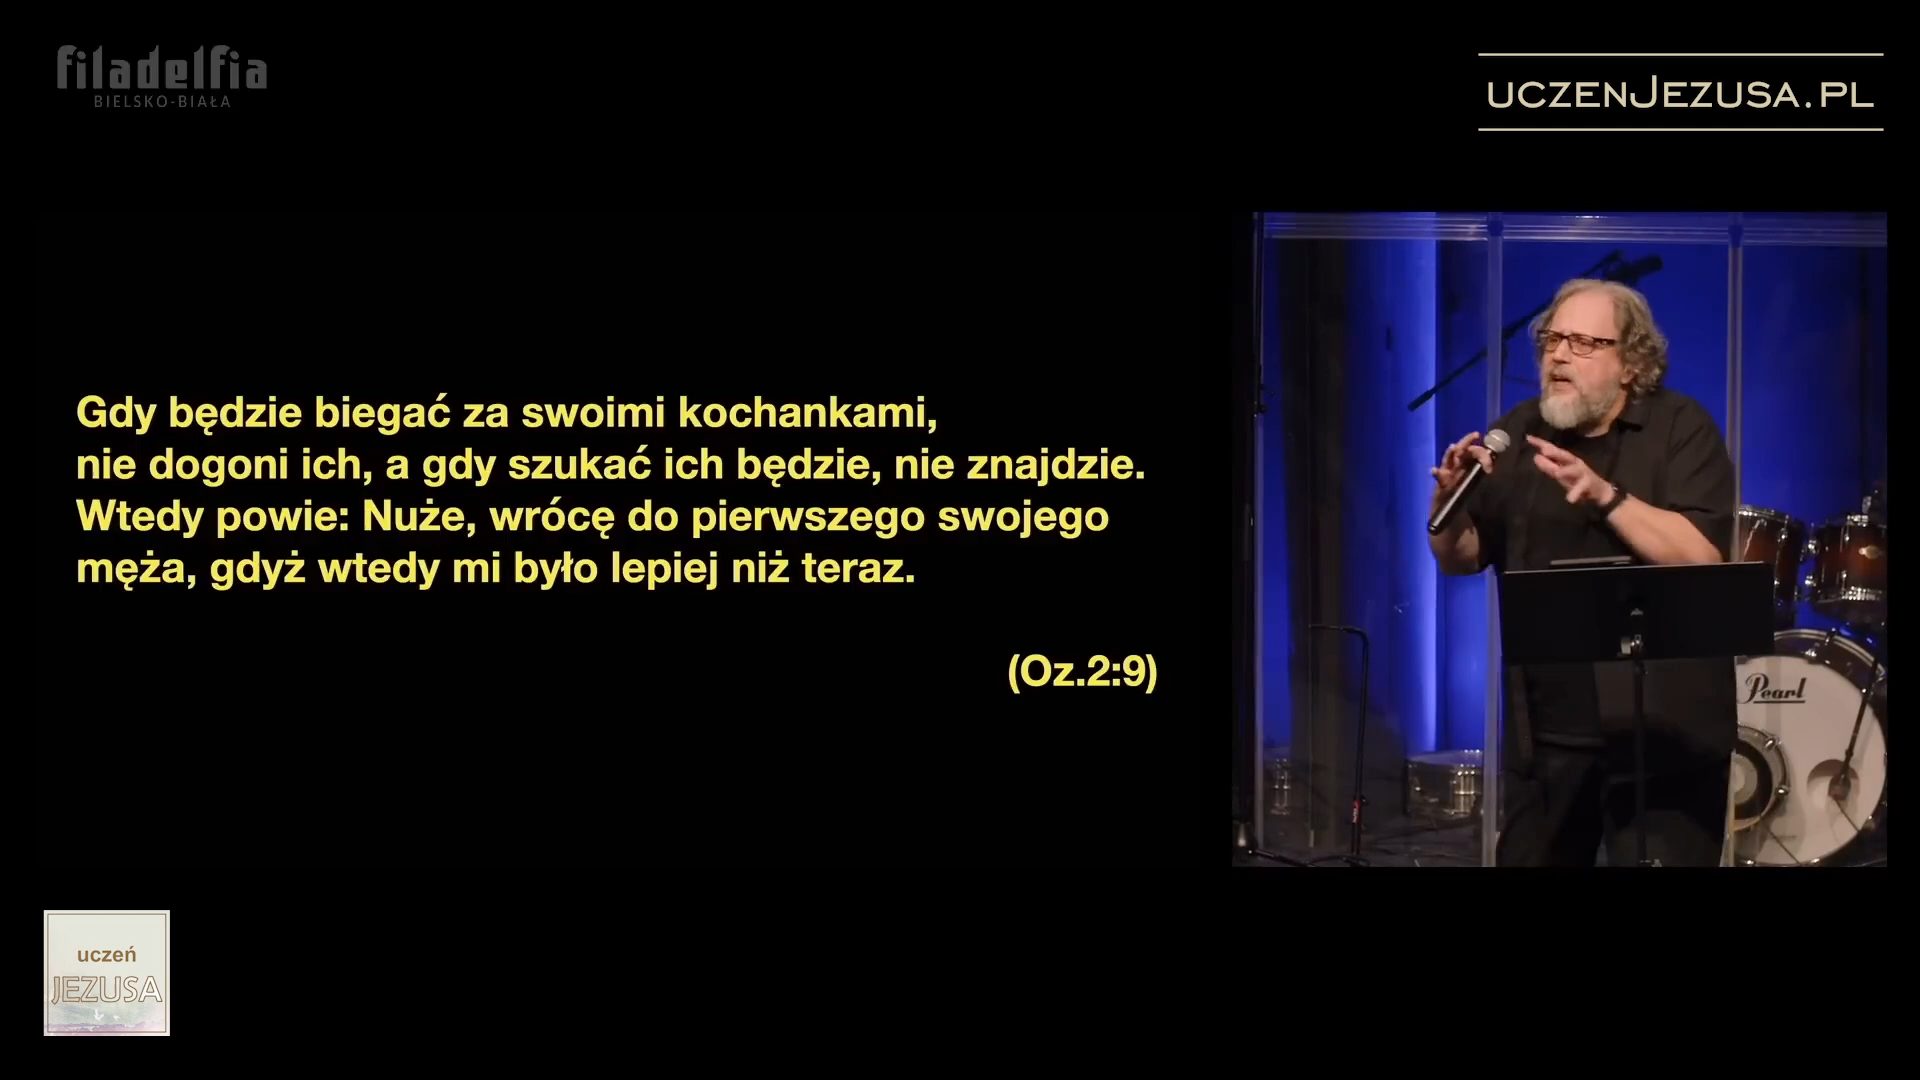 filadelfia
BIELSKO-BIAŁA
UCZENJEZUSA.PL
Gdy będzie biegać za swoimi kochankami,
nie dogoni ich, a gdy szukać ich będzie, nie znajdzie.
Wtedy powie: Nuże, wrócę do pierwszego swojego
męża, gdyż wtedy mi było lepiej niż teraz.
(Oz.2:9)
Pearl
uczeń
JEZUSA